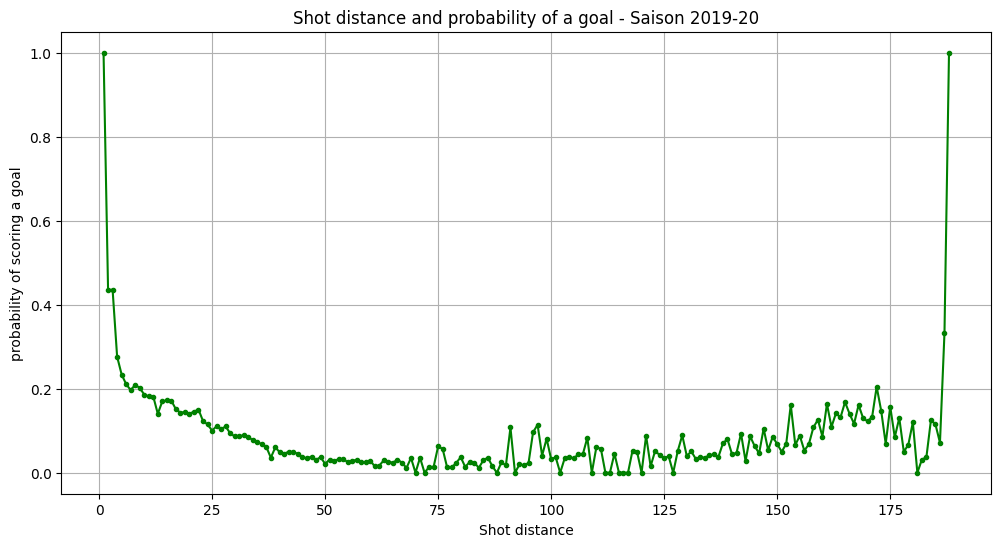 Shot distance and probability of a goal - Saison 2019-20
probability of scoring a goal
1.0
0.8
0.6
0.4
0.2
0.0
0 25 50 75 100 125 150 175
Shot distance